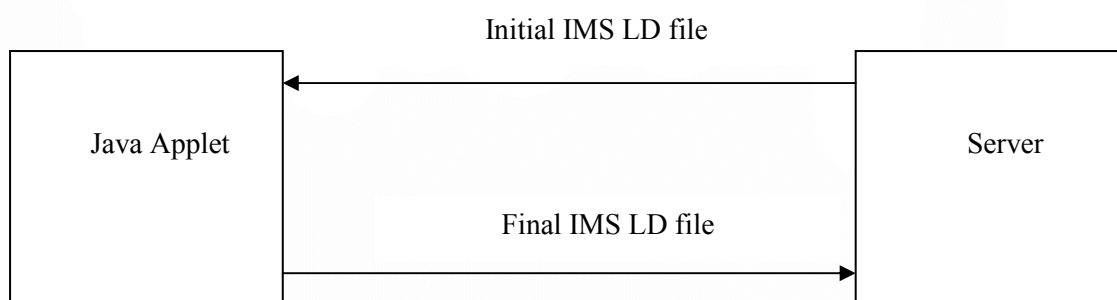 Initial IMS LD file
Java Applet
Server
Final IMS LD file